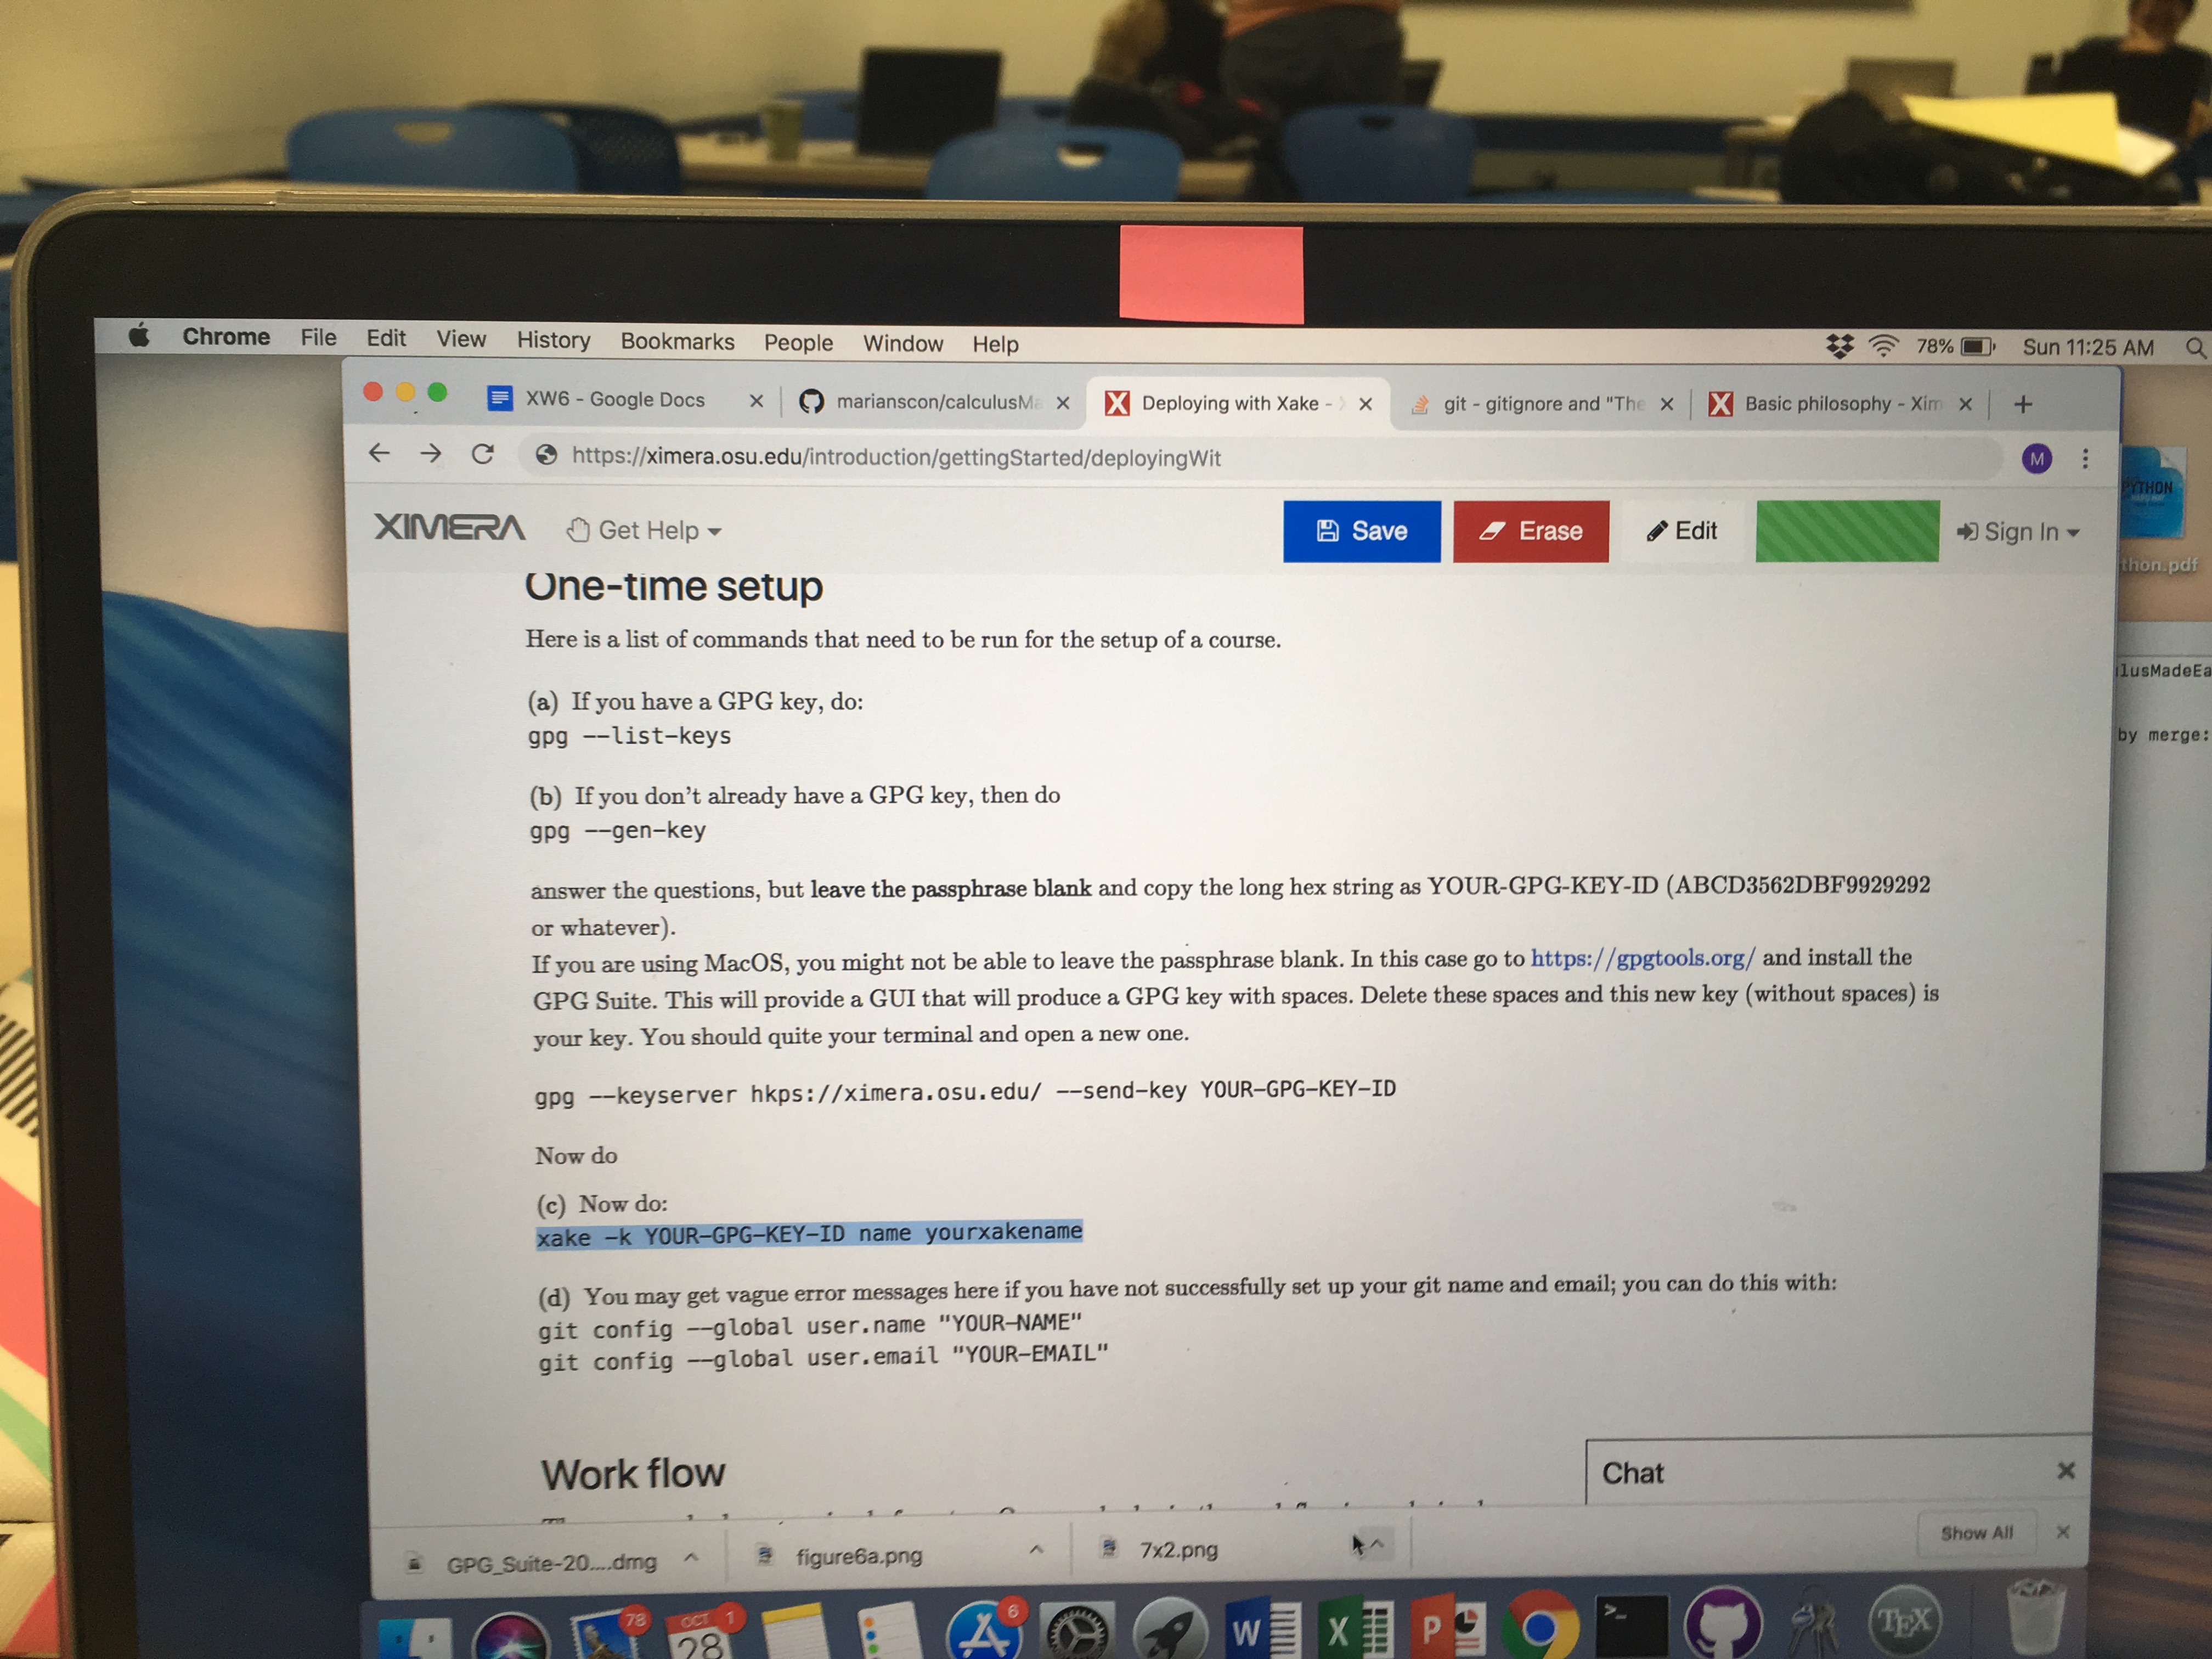 Chrome File Edit View History Bookmarks People Window Help 78% Sun 11:25 AM
XW6 - Google Docs marianscon/calculusMa Deploying with Xake - git - gitignore and "The Basic philosophy - Xim
https://ximera.osu.edu/introduction/gettingStarted/deployingWit M
PYTHON
thon.pdf
XIMERA Get Help Save Erase Edit Sign In
One-time setup
Here is a list of commands that need to be run for the setup of a course.
lusMadeEa
(a) If you have a GPG key, do:
gpg --list-keys
by merge:
(b) If you don't already have a GPG key, then do
gpg --gen-key
answer the questions, but leave the passphrase blank and copy the long hex string as YOUR-GPG-KEY-ID (ABCD3562DBF9929292
or whatever).
If you are using MacOS, you might not be able to leave the passphrase blank. In this case go to https://gpgtools.org/ and install the
GPG Suite. This will provide a GUI that will produce a GPG key with spaces. Delete these spaces and this new key (without spaces) is
your key. You should quite your terminal and open a new one.
gpg --keyserver hkps://ximera.osu.edu/ --send-key YOUR-GPG-KEY-ID
Now do
(c) Now do:
xake -k YOUR-GPG-KEY-ID name yourxakename
(d) You may get vague error messages here if you have not successfully set up your git name and email; you can do this with:
git config --global user.name "YOUR-NAME"
git config --global user.email "YOUR-EMAIL"
Work flow
Chat
GPG_Suite-20....dmg figure6a.png 7x2.png Show All
78 OCT 1 28 6 W X P >_ TEX